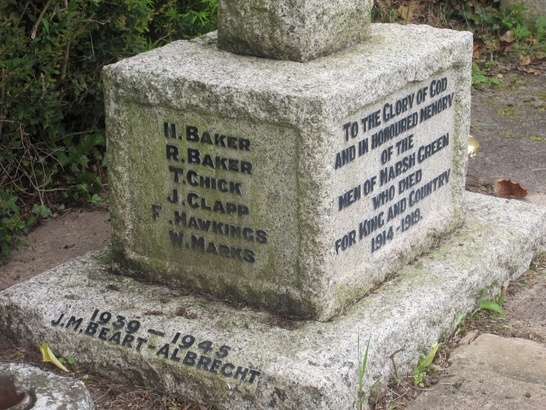 H. BAKER
R. BAKER
T. CHICK
J. CLAPP
F. HAWKINGS
W. MARKS
TO THE GLORY OF GOD
AND IN HONOURED MEMORY
OF THE
MEN OF MARSH GREEN
WHO DIED
FOR KING AND COUNTRY
1914-1919.
1939 - 1945
J.M. BEART-ALBRECHT